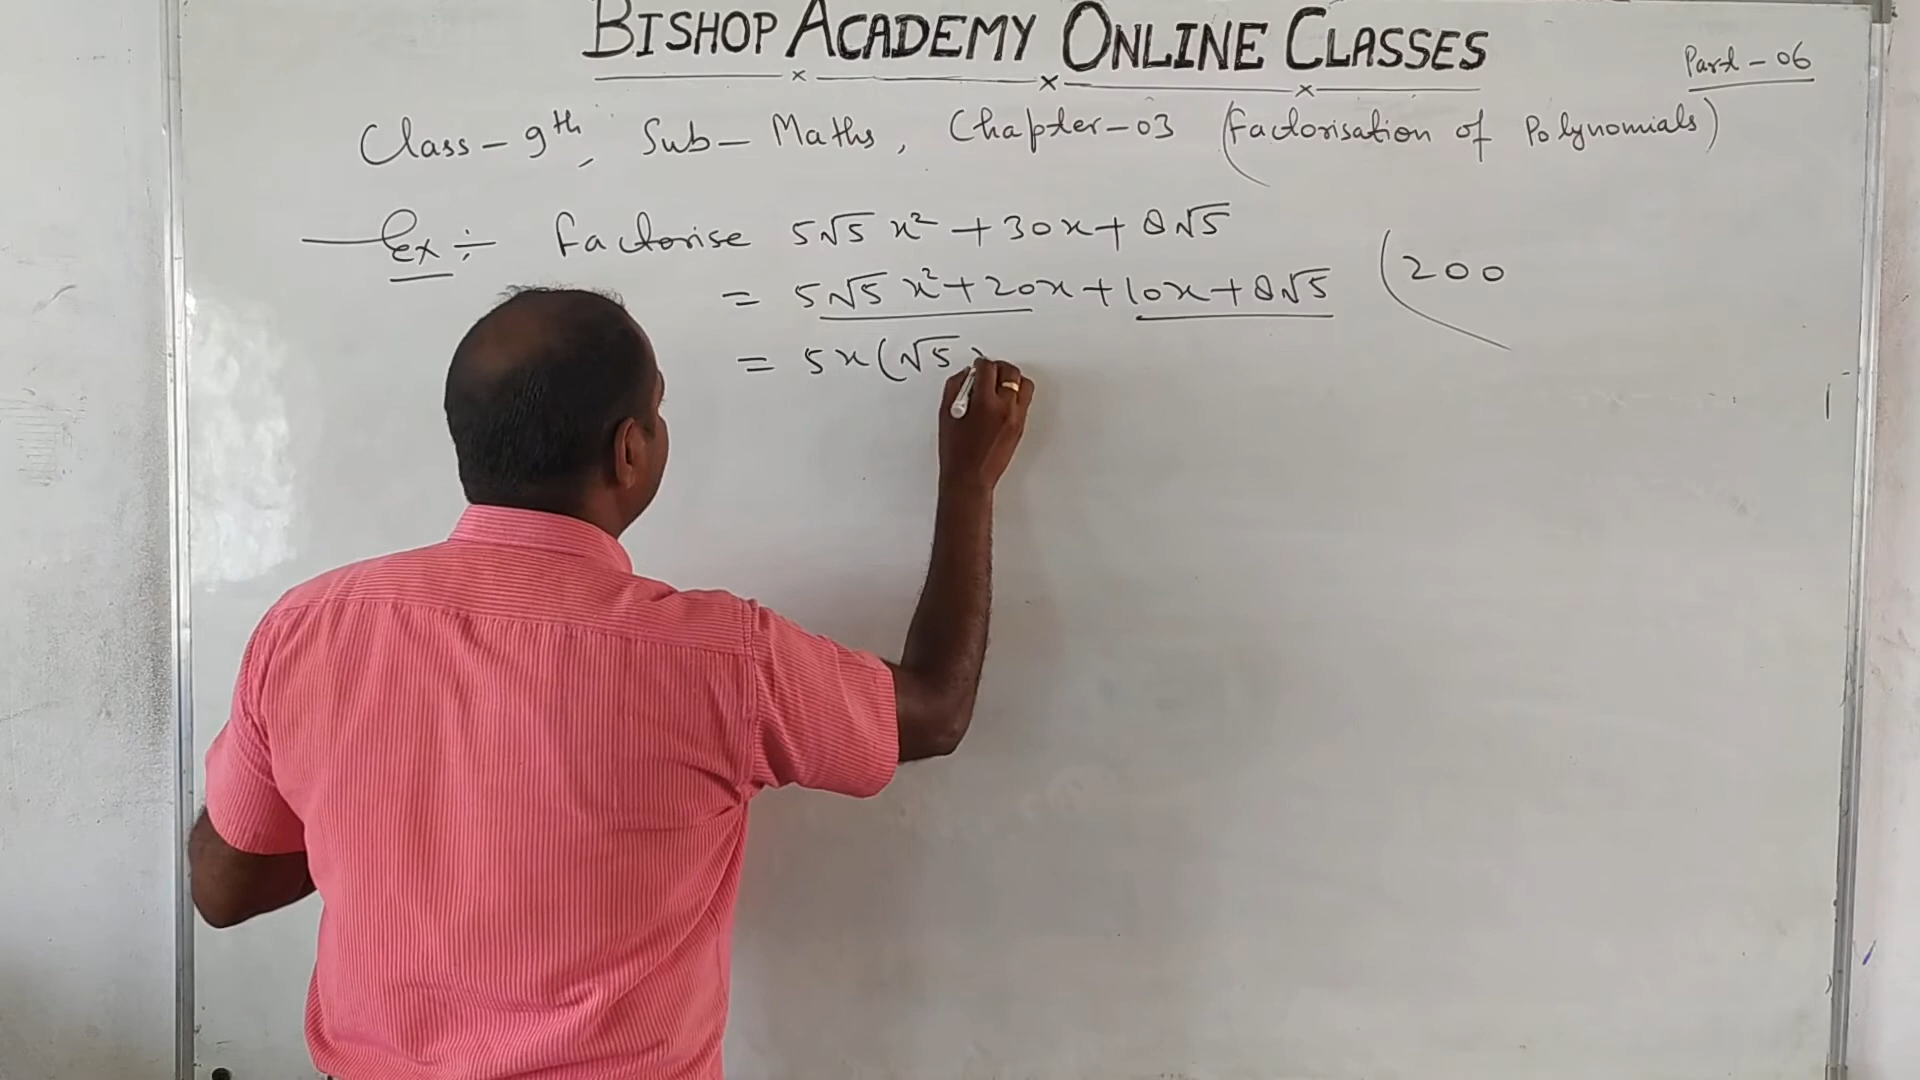 BISHOP ACADEMY ONLINE CLASSES
Part - 06
Class - 9th, Sub - Maths, Chapter - 03 (Factorisation of Polynomials)
Ex ÷ Factorise 5√5 x² + 30x + 8√5
= 5√5 x² + 20x + 10x + 8√5 (200
= 5x(√5 x